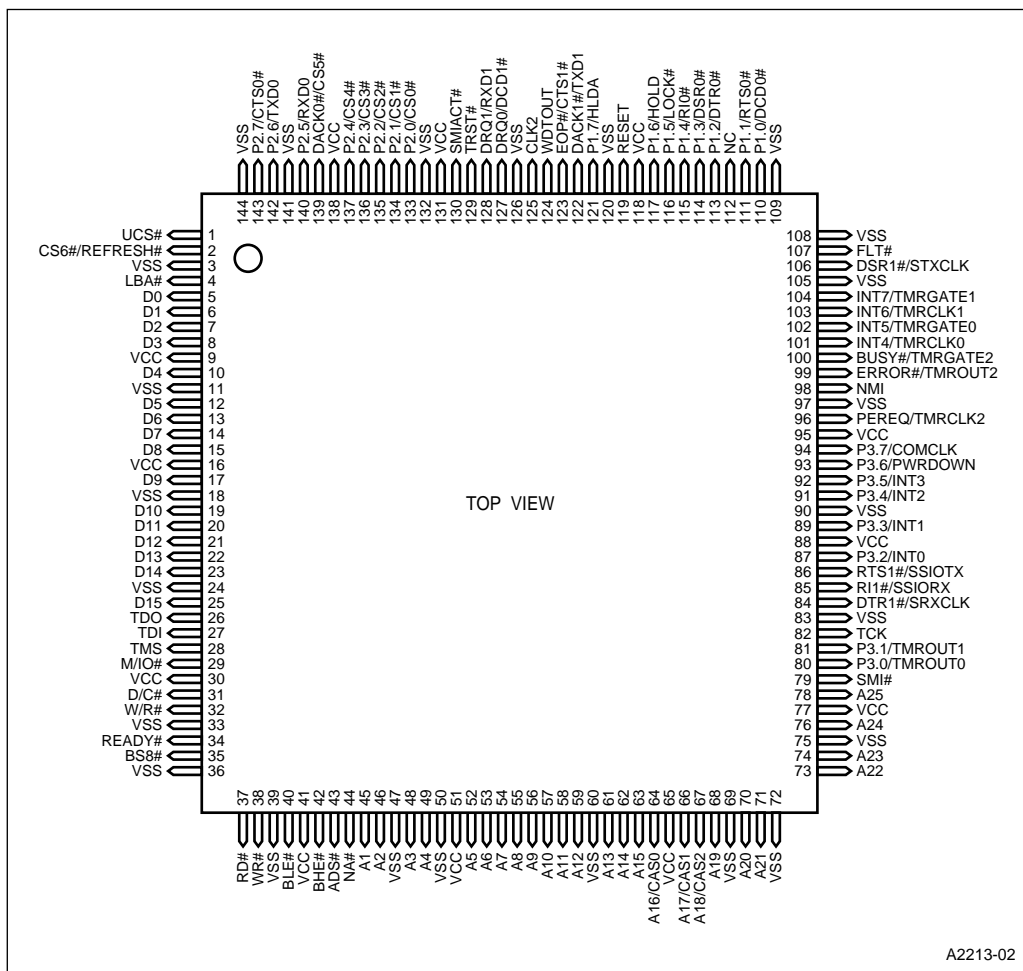 VSS
P2.7/CTS0#
P2.6/TXD0
VSS
P2.5/RXD0
DACK0#/CS5#
VCC
P2.4/CS4#
P2.3/CS3#
P2.2/CS2#
P2.1/CS1#
P2.0/CS0#
VSS
VCC
SMIACT#
TRST#
DRQ1/RXD1
DRQ0/DCD1#
VSS
CLK2
WDTOUT
EOP#/CTS1#
DACK1#/TXD1
P1.7/HLDA
VSS
RESET
VCC
P1.6/HOLD
P1.5/LOCK#
P1.4/RI0#
P1.3/DSR0#
P1.2/DTR0#
NC
P1.1/RTS0#
P1.0/DCD0#
VSS
144 143 142 141 140 139 138 137 136 135 134 133 132 131 130 129 128 127 126 125 124 123 122 121 120 119 118 117 116 115 114 113 112 111 110 109
UCS# 1
CS6#/REFRESH# 2
VSS 3
LBA# 4
D0 5
D1 6
D2 7
D3 8
VCC 9
D4 10
VSS 11
D5 12
D6 13
D7 14
D8 15
VCC 16
D9 17
VSS 18
D10 19
D11 20
D12 21
D13 22
D14 23
VSS 24
D15 25
TDO 26
TDI 27
TMS 28
M/IO# 29
VCC 30
D/C# 31
W/R# 32
VSS 33
READY# 34
BS8# 35
VSS 36
TOP VIEW
108 VSS
107 FLT#
106 DSR1#/STXCLK
105 VSS
104 INT7/TMRGATE1
103 INT6/TMRCLK1
102 INT5/TMRGATE0
101 INT4/TMRCLK0
100 BUSY#/TMRGATE2
99 ERROR#/TMROUT2
98 NMI
97 VSS
96 PEREQ/TMRCLK2
95 VCC
94 P3.7/COMCLK
93 P3.6/PWRDOWN
92 P3.5/INT3
91 P3.4/INT2
90 VSS
89 P3.3/INT1
88 VCC
87 P3.2/INT0
86 RTS1#/SSIOTX
85 RI1#/SSIORX
84 DTR1#/SRXCLK
83 VSS
82 TCK
81 P3.1/TMROUT1
80 P3.0/TMROUT0
79 SMI#
78 A25
77 VCC
76 A24
75 VSS
74 A23
73 A22
37 38 39 40 41 42 43 44 45 46 47 48 49 50 51 52 53 54 55 56 57 58 59 60 61 62 63 64 65 66 67 68 69 70 71 72
RD#
WR#
VSS
BLE#
VCC
BHE#
ADS#
NA#
A1
A2
VSS
A3
A4
VSS
VCC
A5
A6
A7
A8
A9
A10
A11
A12
VSS
A13
A14
A15
A16/CAS0
VCC
A17/CAS1
A18/CAS2
A19
VSS
A20
A21
VSS
A2213-02